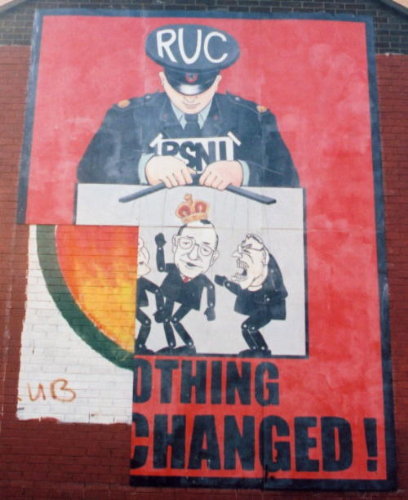 RUC
PSNI
UB
OTHING
CHANGED!